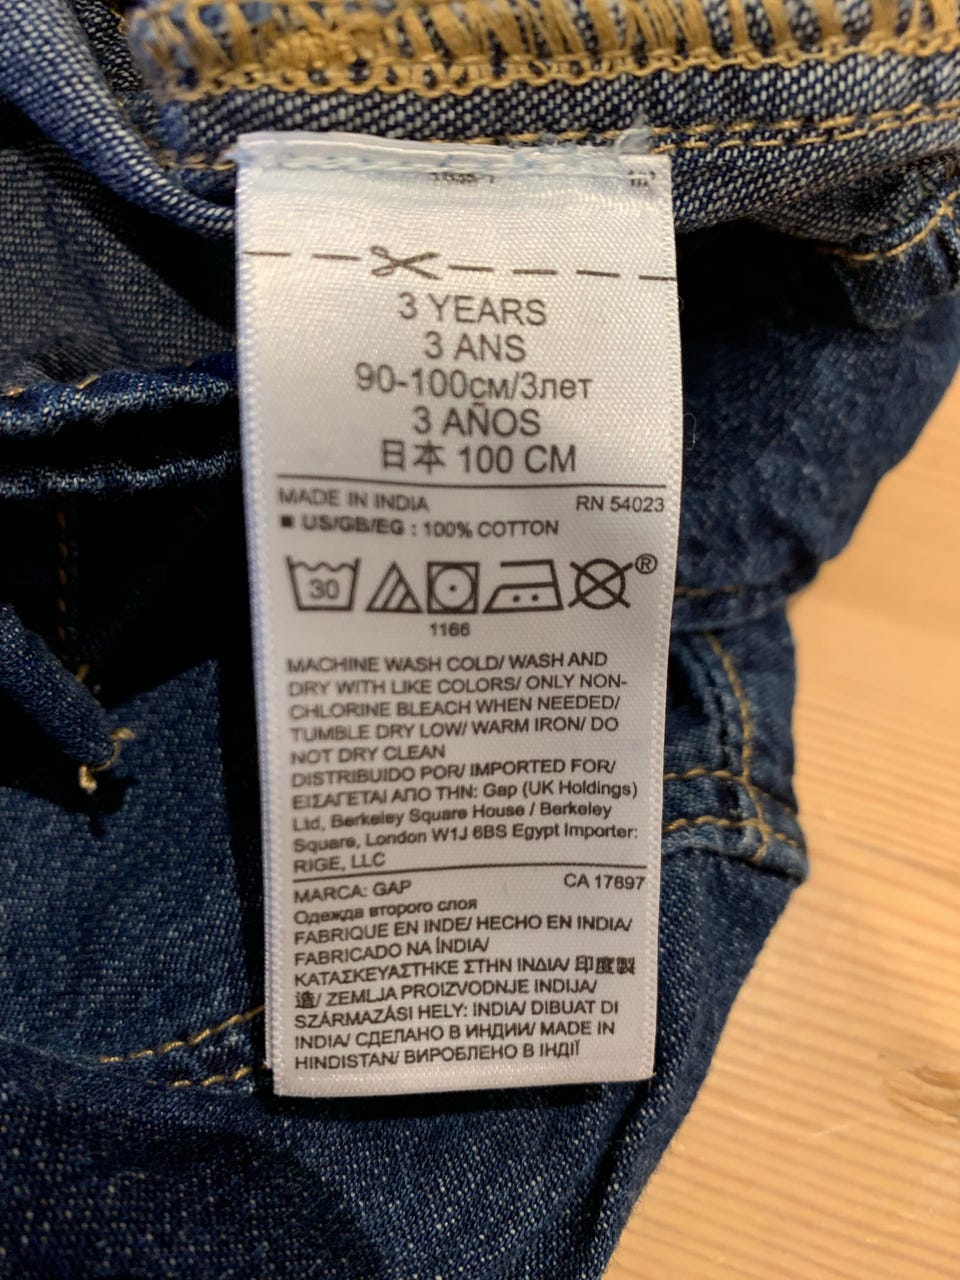 3 YEARS
3 ANS
90-100см/3лет
3 AÑOS
日本 100 CM
MADE IN INDIA RN 54023
■ US/GB/EG : 100% COTTON
30 ®
1166
MACHINE WASH COLD/ WASH AND
DRY WITH LIKE COLORS/ ONLY NON-
CHLORINE BLEACH WHEN NEEDED/
TUMBLE DRY LOW/ WARM IRON/ DO
NOT DRY CLEAN
DISTRIBUIDO POR/ IMPORTED FOR/
ΕΙΣΑΓΕΤΑΙ ΑΠΟ ΤΗΝ: Gap (UK Holdings)
Ltd, Berkeley Square House / Berkeley
Square, London W1J 6BS Egypt Importer:
RIGE, LLC
MARCA: GAP CA 17897
Одежда второго слоя
FABRIQUE EN INDE/ HECHO EN INDIA/
FABRICADO NA ÍNDIA/
ΚΑΤΑΣΚΕΥΑΣΤΗΚΕ ΣΤΗΝ ΙΝΔΙΑ/ 印度製
造/ ZEMLJA PROIZVODNJE INDIJA/
SZÁRMAZÁSI HELY: INDIA/ DIBUAT DI
INDIA/ СДЕЛАНО В ИНДИИ/ MADE IN
HINDISTAN/ ВИРОБЛЕНО В ІНДІЇ